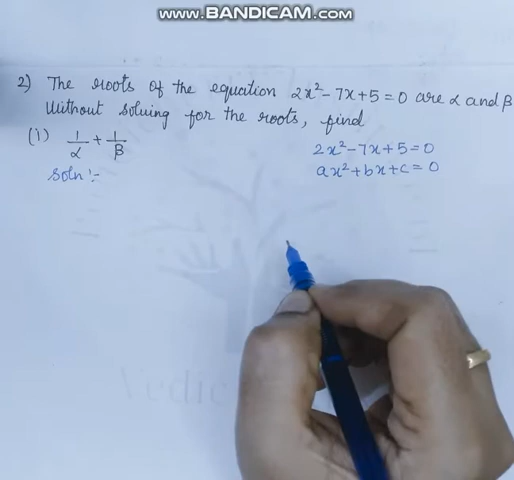 www.BANDICAM.com
2) The roots of the equation 2x² - 7x + 5 = 0 are α and β
Without solving for the roots, find
(i) 1/α + 1/β
Soln :-
2x² - 7x + 5 = 0
ax² + bx + c = 0
Vedic